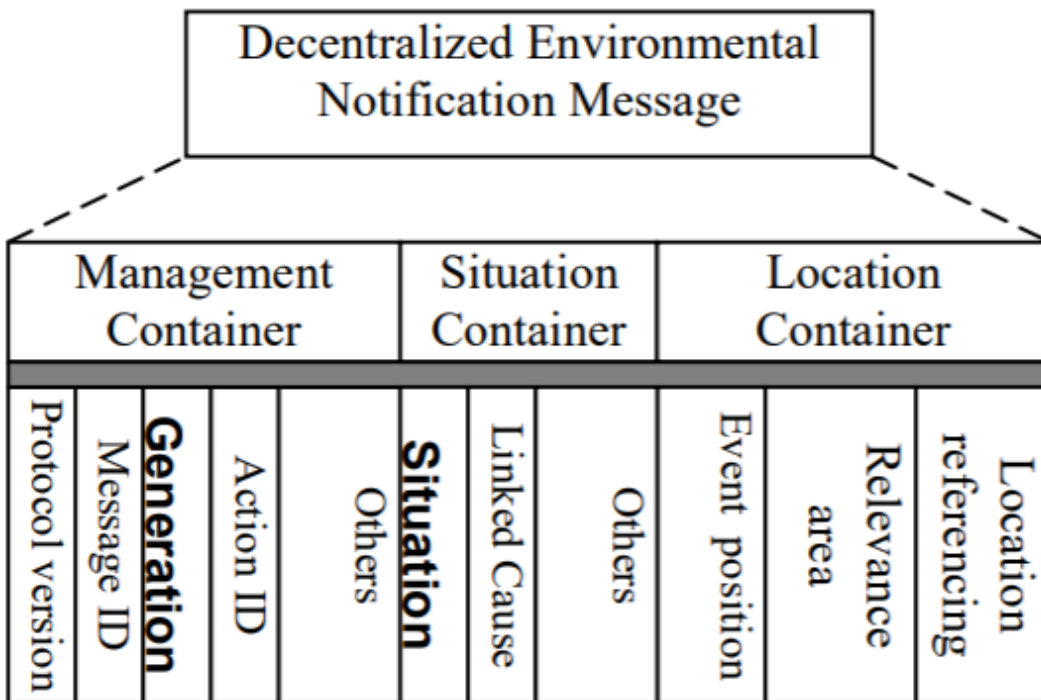 Decentralized Environmental
Notification Message
Management
Container
Situation
Container
Location
Container
Protocol version
Message ID
Generation
Action ID
Others
Situation
Linked Cause
Others
Event position
Relevance
area
Location
referencing